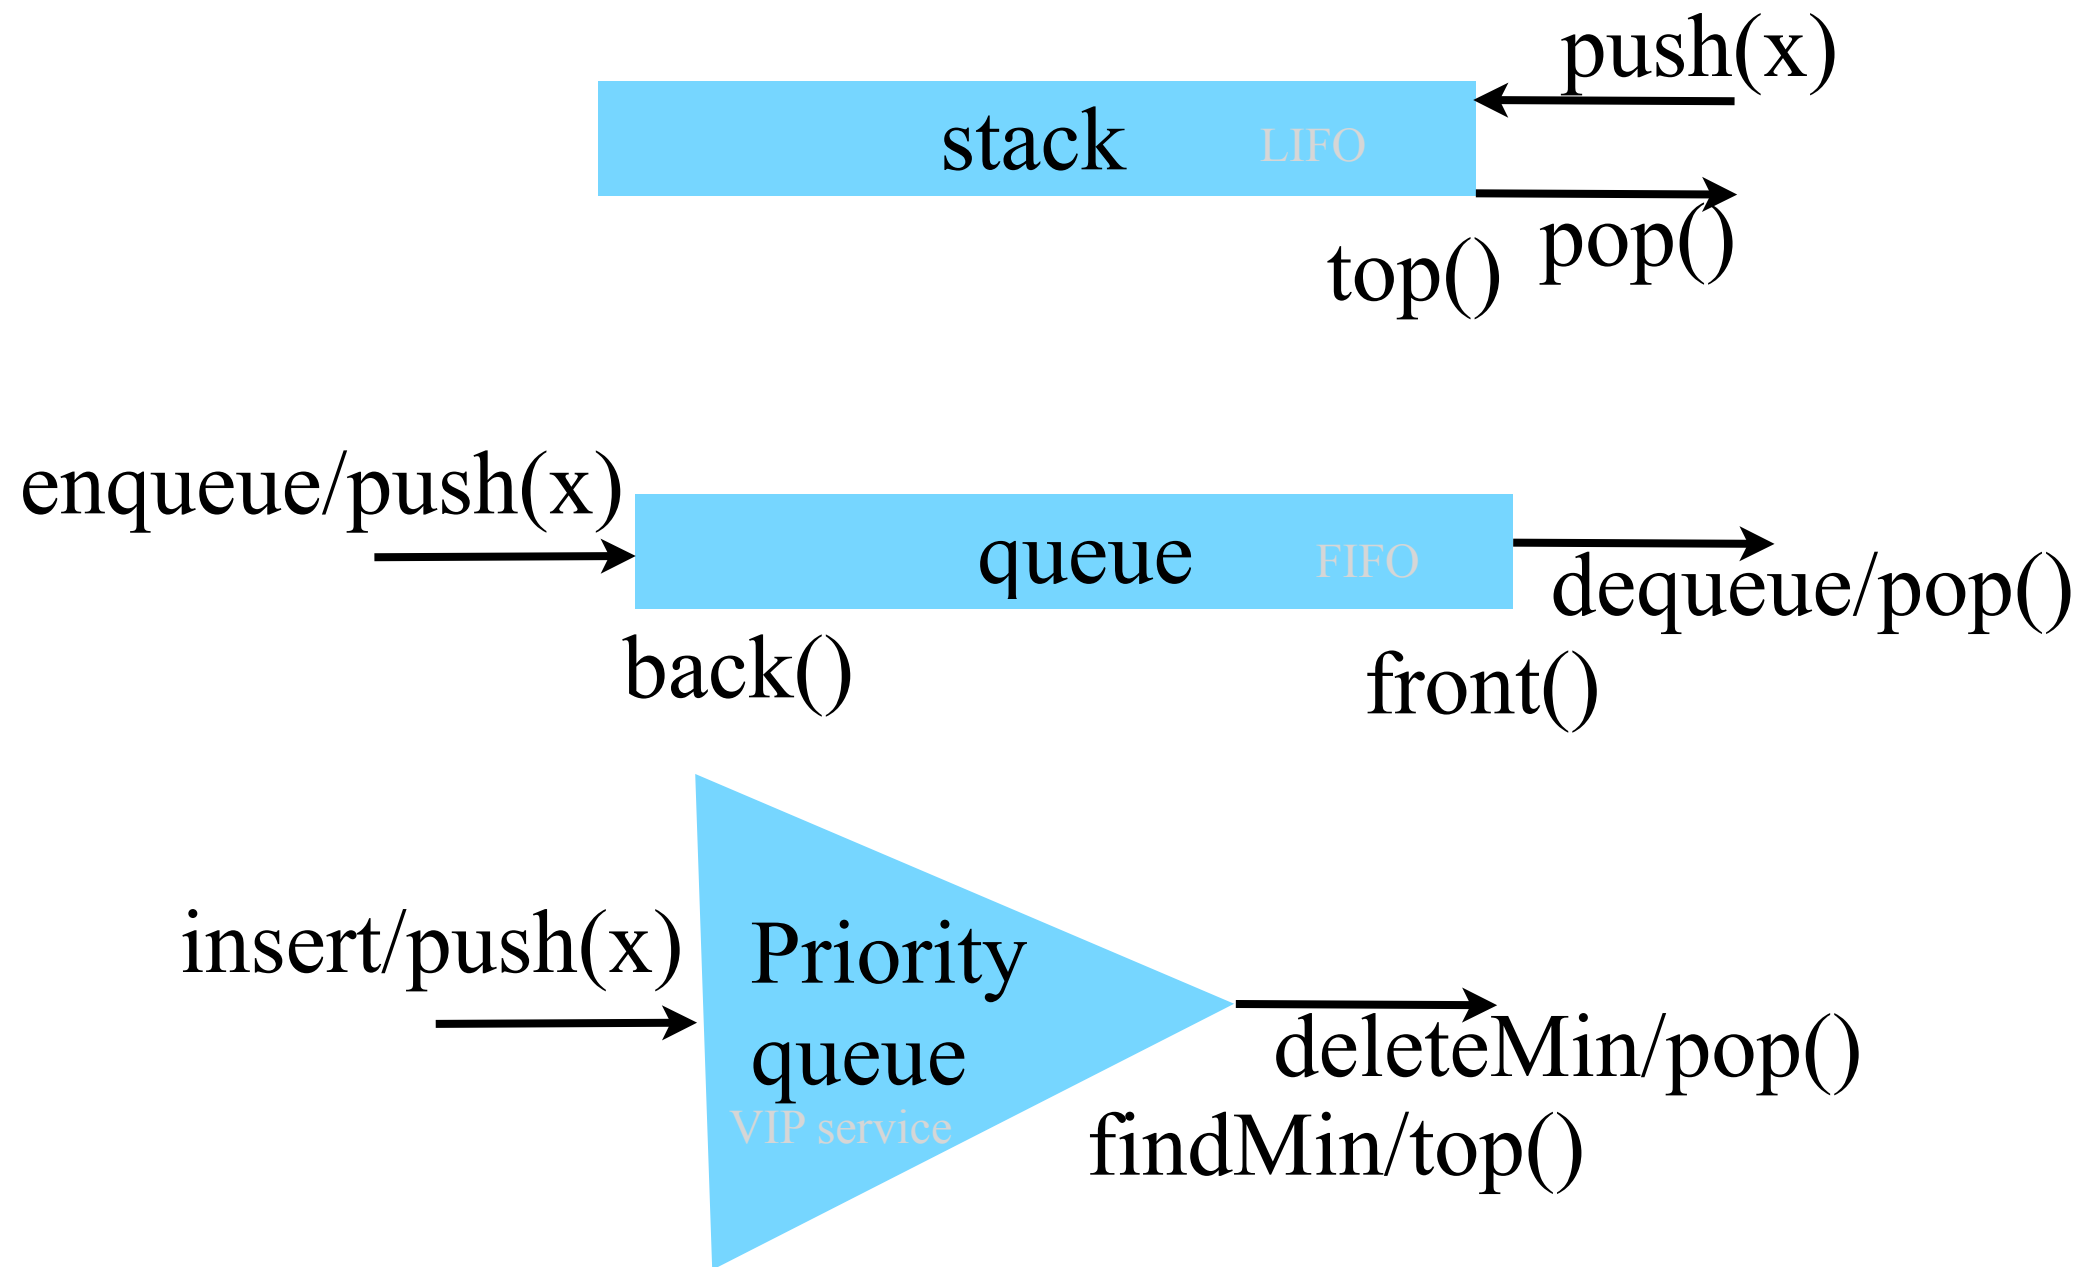 push(x)
stack LIFO
pop()
top()
enqueue/push(x)
queue FIFO
dequeue/pop()
back()
front()
insert/push(x)
Priority
queue
VIP service
deleteMin/pop()
findMin/top()